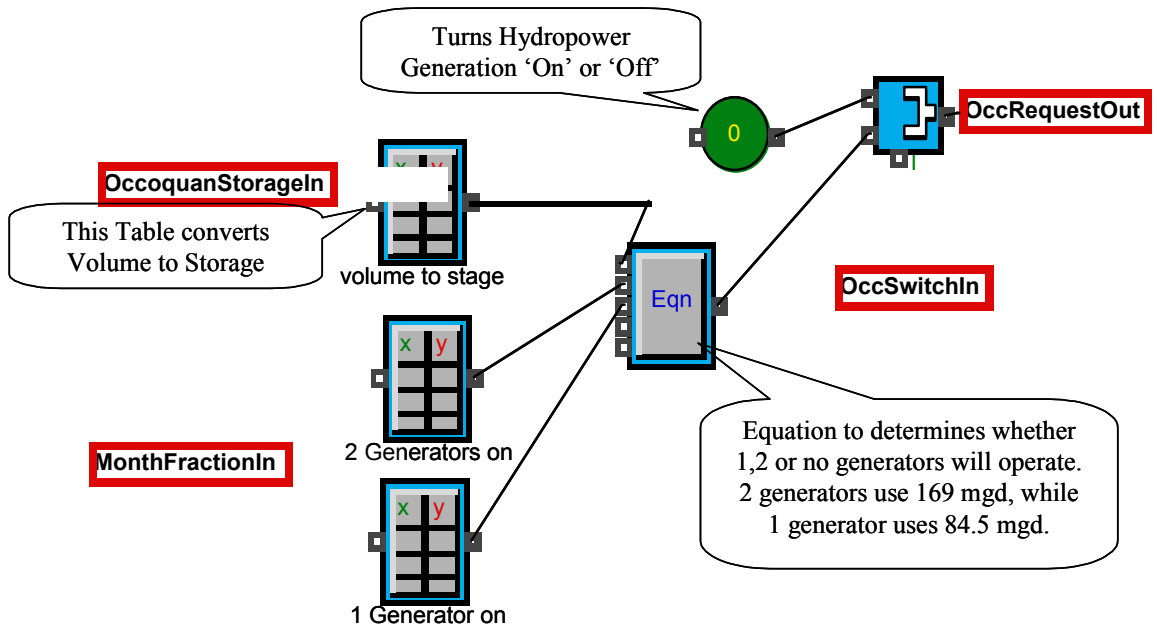 Turns Hydropower
Generation ‘On’ or ‘Off’
0
OccRequestOut
x y
OccoquanStorageIn
This Table converts
Volume to Storage
volume to stage
Eqn
OccSwitchIn
x y
2 Generators on
MonthFractionIn
Equation to determines whether
1,2 or no generators will operate.
2 generators use 169 mgd, while
1 generator uses 84.5 mgd.
x y
1 Generator on